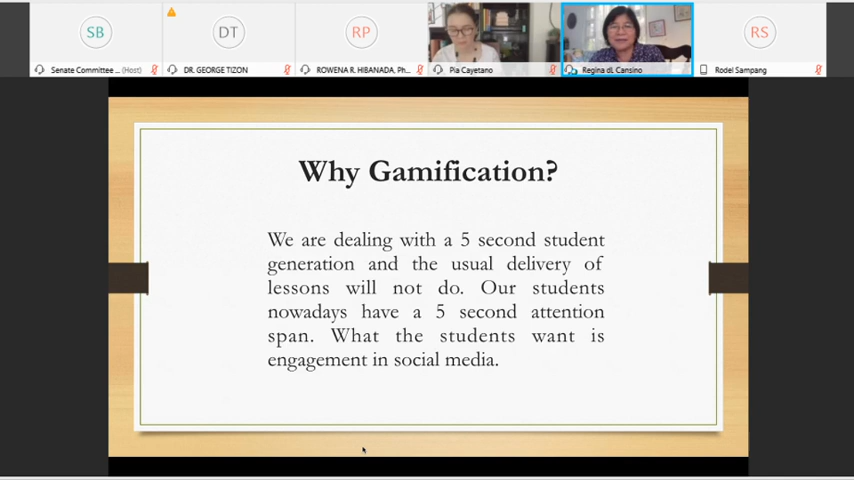 SB
DT
RP
RS
Senate Committee ... (Host)
DR. GEORGE TIZON
ROWENA R. HIBANADA, Ph...
Pia Cayetano
Regina dL Cansino
Rodel Sampang
Why Gamification?
We are dealing with a 5 second student
generation and the usual delivery of
lessons will not do. Our students
nowadays have a 5 second attention
span. What the students want is
engagement in social media.